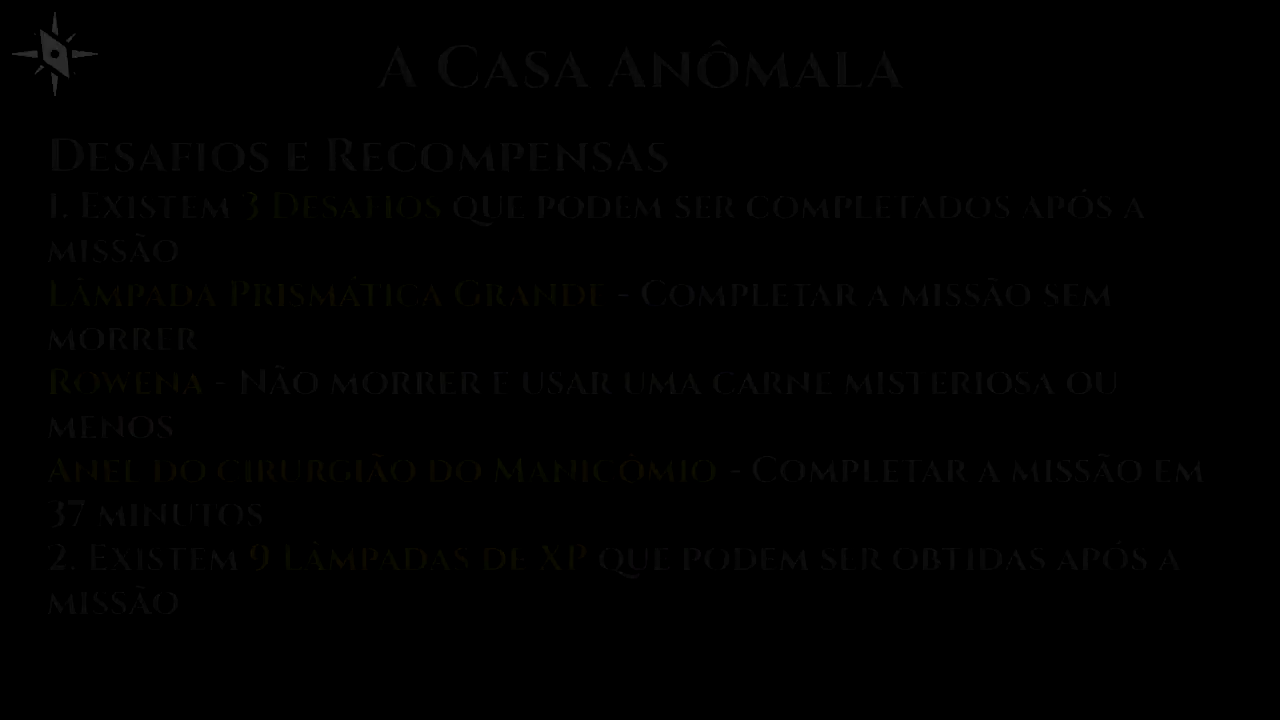 A Casa Anômala
Desafios e Recompensas
1. Existem 3 Desafios que podem ser completados após a
missão
Lâmpada Prismática Grande - Completar a missão sem
morrer
Rowena - Não morrer e usar uma carne misteriosa ou
menos
Anel do cirurgião do Manicômio - Completar a missão em
37 minutos
2. Existem 9 Lâmpadas de XP que podem ser obtidas após a
missão